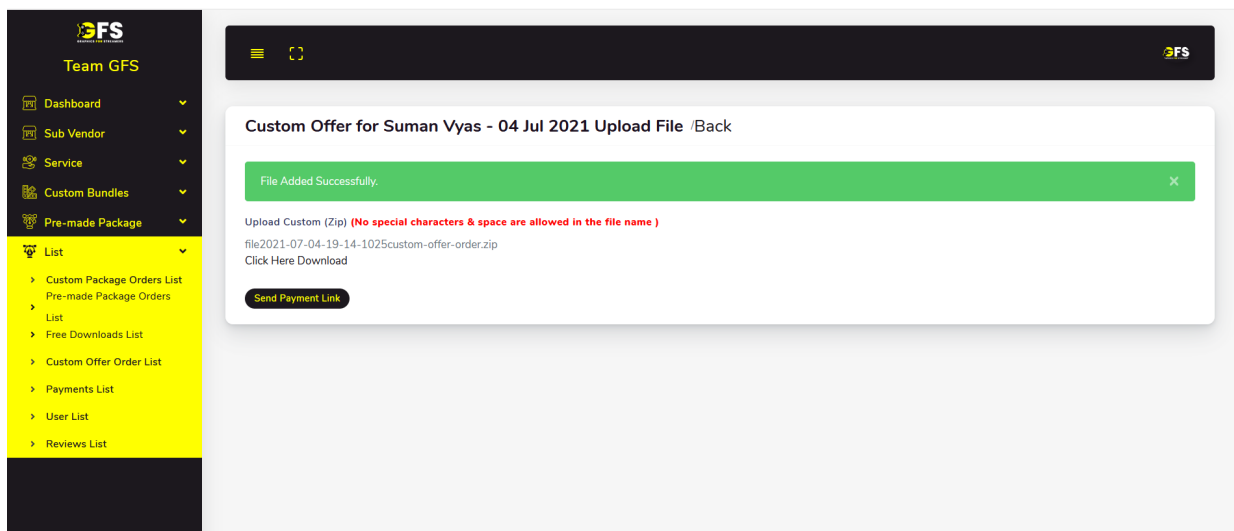 GFS
GRAPHICS FOR STREAMERS
Team GFS
Dashboard
Sub Vendor
Service
Custom Bundles
Pre-made Package
List
Custom Package Orders List
Pre-made Package Orders
List
Free Downloads List
Custom Offer Order List
Payments List
User List
Reviews List
GFS
Custom Offer for Suman Vyas - 04 Jul 2021 Upload File /Back
File Added Successfully. ×
Upload Custom (Zip) (No special characters & space are allowed in the file name )
file2021-07-04-19-14-1025custom-offer-order.zip
Click Here Download
Send Payment Link